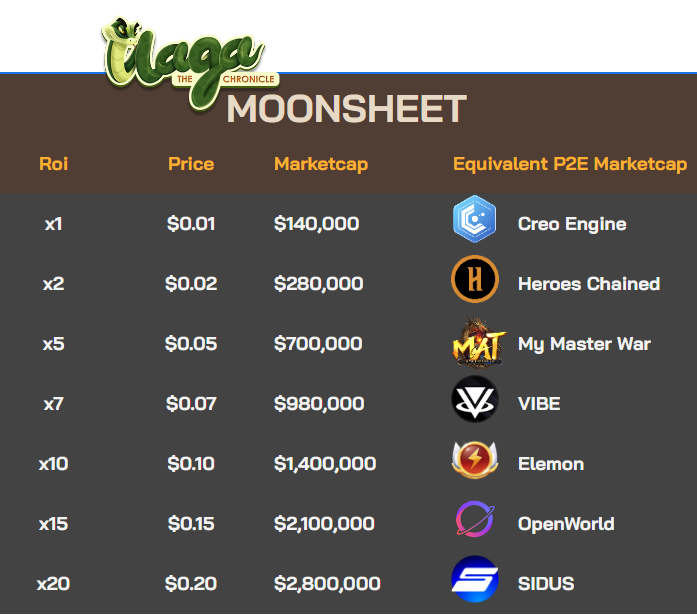 Naga
THE CHRONICLE
MOONSHEET
Roi Price Marketcap Equivalent P2E Marketcap
x1 $0.01 $140,000 Creo Engine
x2 $0.02 $280,000 H Heroes Chained
x5 $0.05 $700,000 MAT My Master War
x7 $0.07 $980,000 VIBE
x10 $0.10 $1,400,000 Elemon
x15 $0.15 $2,100,000 OpenWorld
x20 $0.20 $2,800,000 SIDUS